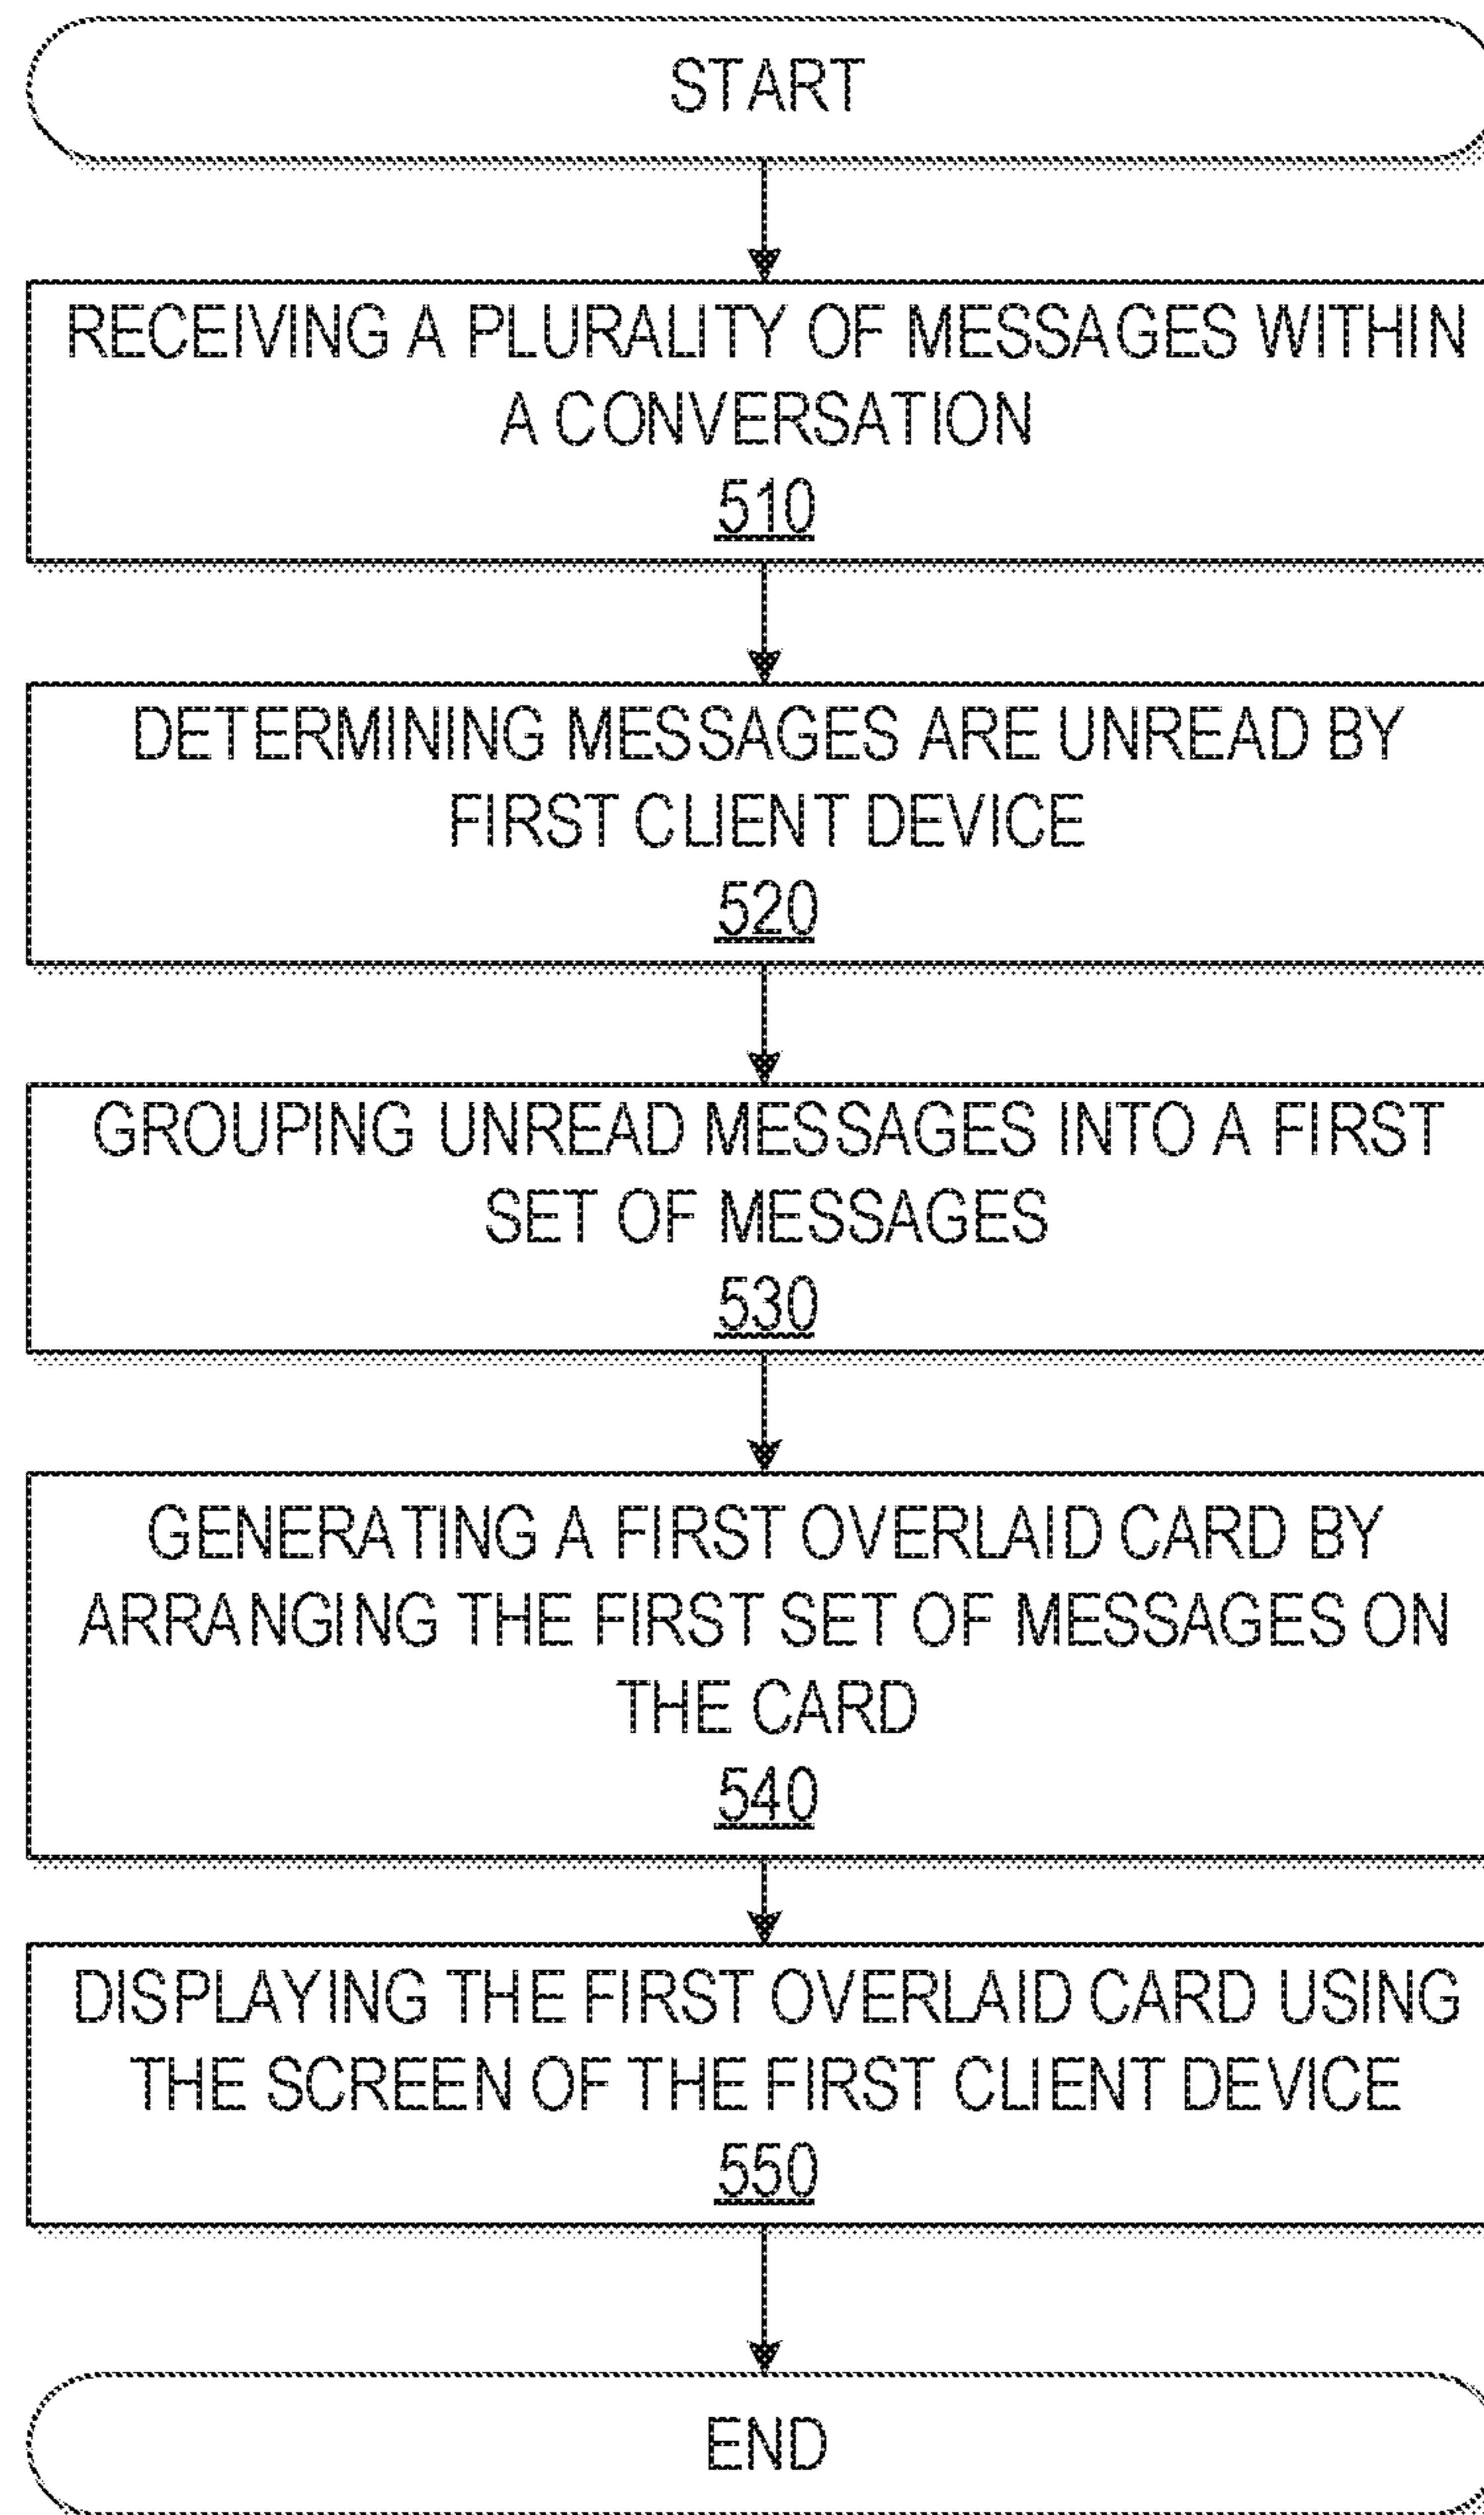 START
RECEIVING A PLURALITY OF MESSAGES WITHIN
A CONVERSATION
510
DETERMINING MESSAGES ARE UNREAD BY
FIRST CLIENT DEVICE
520
GROUPING UNREAD MESSAGES INTO A FIRST
SET OF MESSAGES
530
GENERATING A FIRST OVERLAID CARD BY
ARRANGING THE FIRST SET OF MESSAGES ON
THE CARD
540
DISPLAYING THE FIRST OVERLAID CARD USING
THE SCREEN OF THE FIRST CLIENT DEVICE
550
END